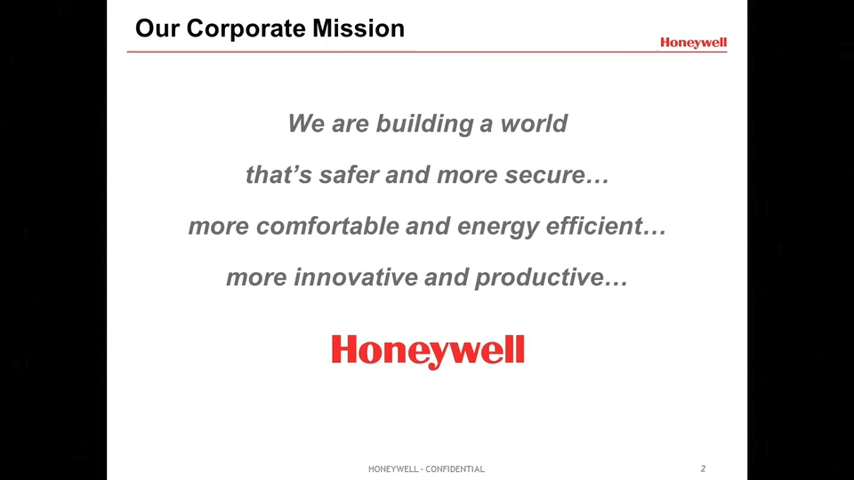 Our Corporate Mission
Honeywell
We are building a world
that's safer and more secure…
more comfortable and energy efficient…
more innovative and productive…
Honeywell
HONEYWELL - CONFIDENTIAL
2